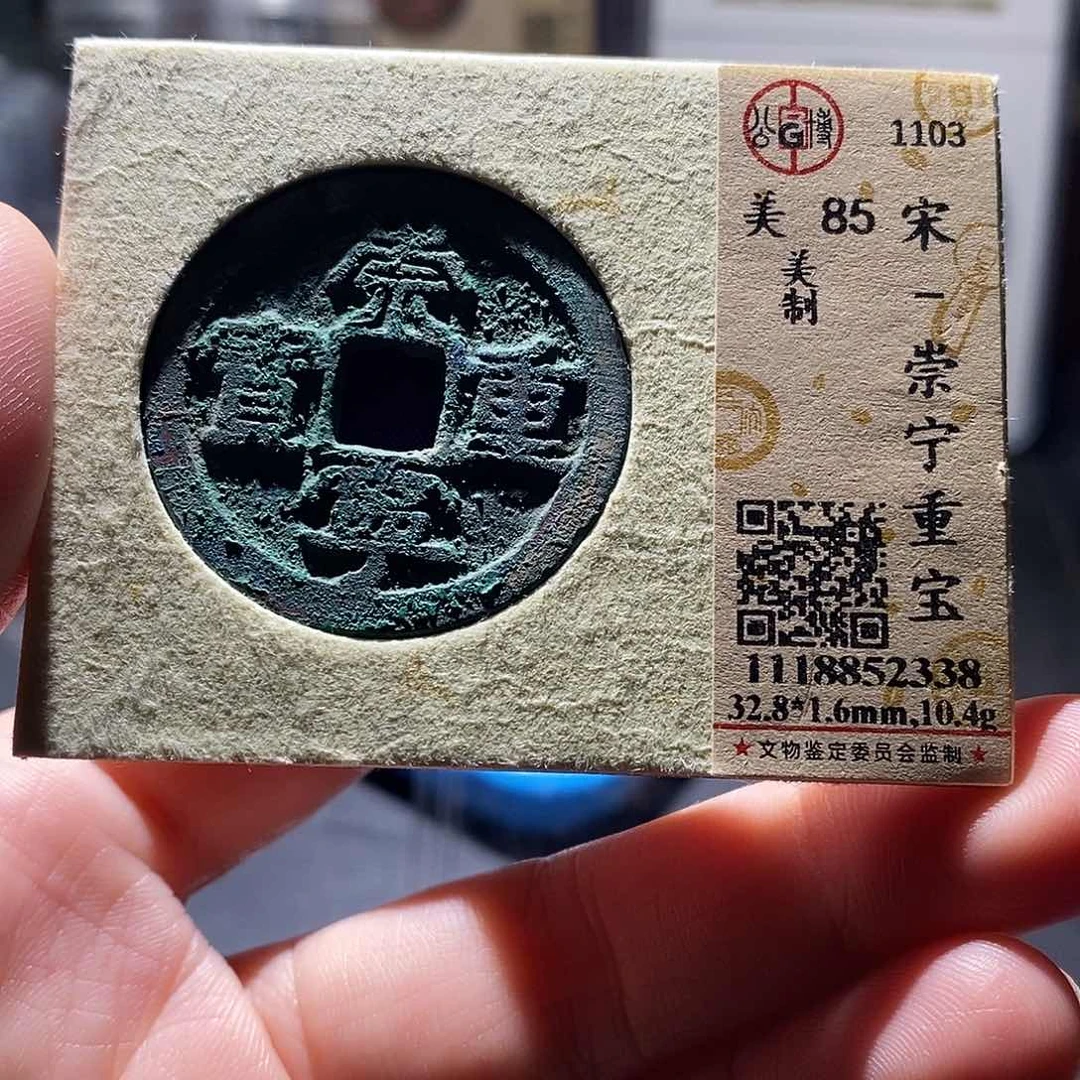 崇寧重寶
公G博
1103
美 85
美制
宋-崇宁重宝
1118852338
32.8*1.6mm,10.4g
★文物鉴定委员会监制★